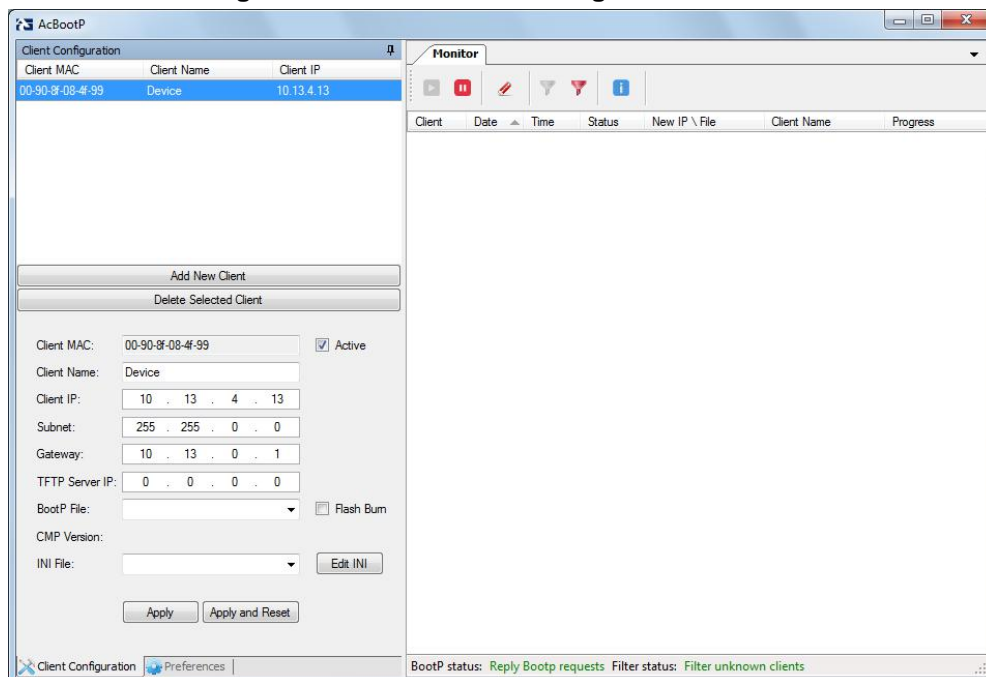 AcBootP
Client Configuration
Client MAC Client Name Client IP
00-90-8f-08-4f-99 Device 10.13.4.13
Add New Client
Delete Selected Client
Client MAC: 00-90-8f-08-4f-99 Active
Client Name: Device
Client IP: 10 . 13 . 4 . 13
Subnet: 255 . 255 . 0 . 0
Gateway: 10 . 13 . 0 . 1
TFTP Server IP: 0 . 0 . 0 . 0
BootP File: Flash Burn
CMP Version:
INI File: Edit INI
Apply Apply and Reset
Client Configuration Preferences
Monitor
Client Date Time Status New IP \ File Client Name Progress
BootP status: Reply Bootp requests Filter status: Filter unknown clients